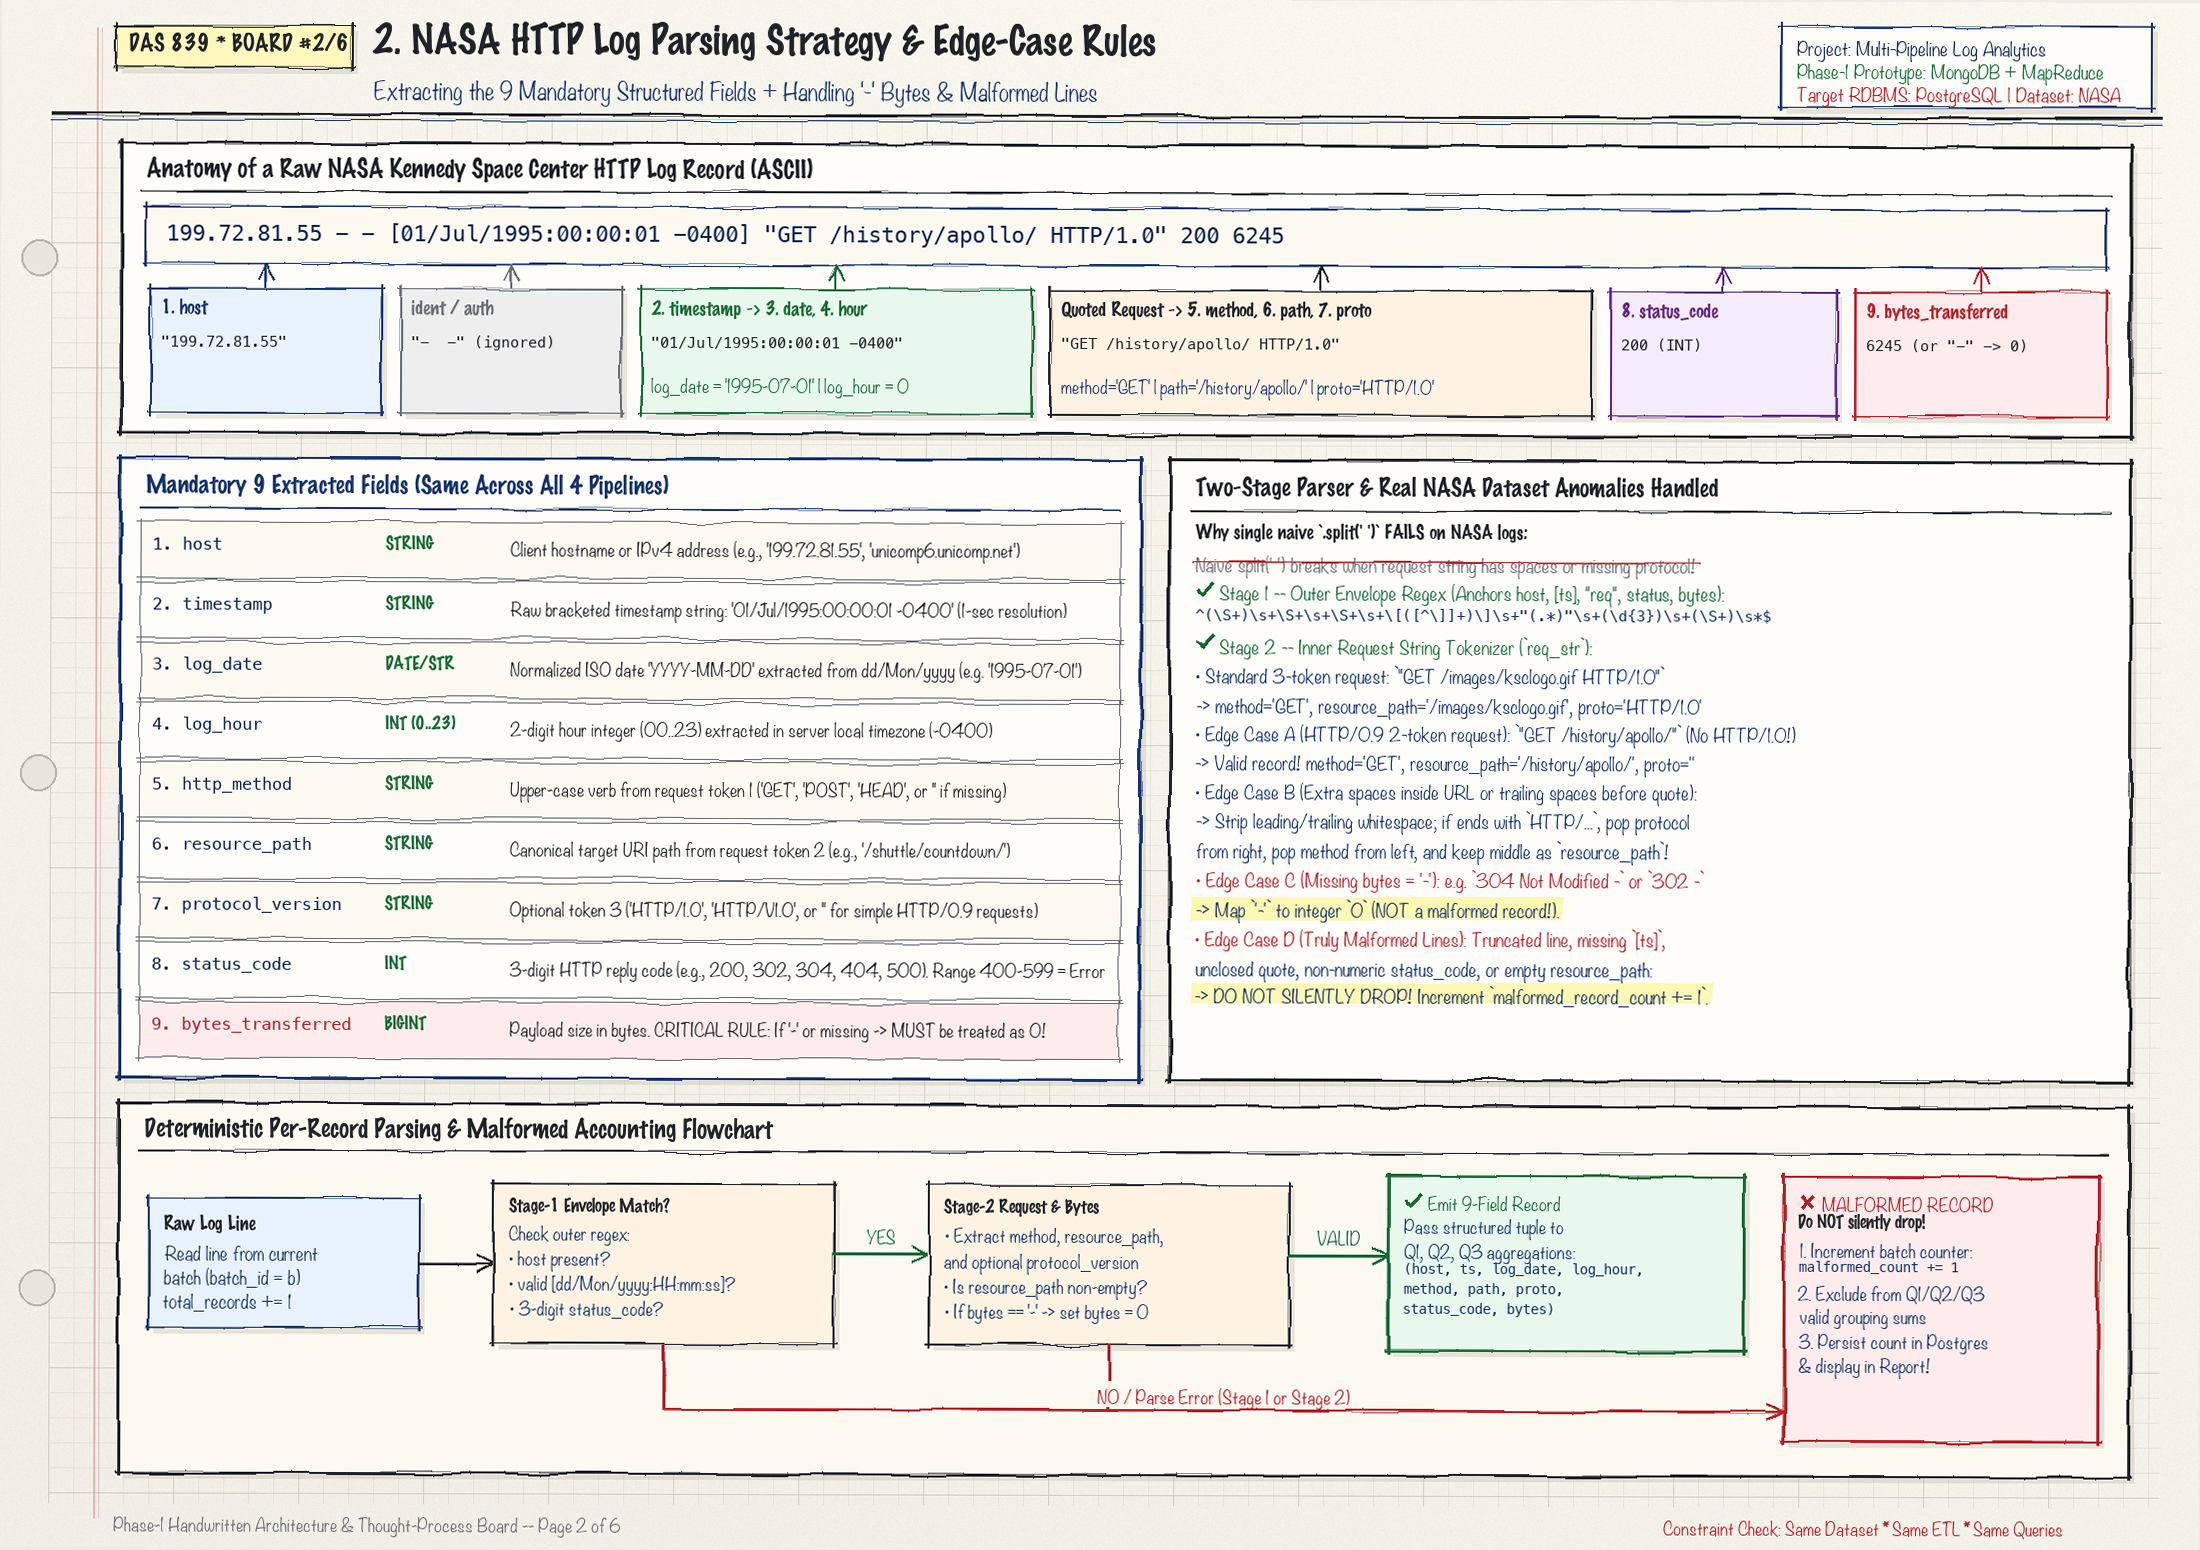 DAS 839 * BOARD #2/6
2. NASA HTTP Log Parsing Strategy & Edge-Case Rules
Extracting the 9 Mandatory Structured Fields + Handling '-' Bytes & Malformed Lines
Project: Multi-Pipeline Log Analytics
Phase-1 Prototype: MongoDB + MapReduce
Target RDBMS: PostgreSQL | Dataset: NASA
Anatomy of a Raw NASA Kennedy Space Center HTTP Log Record (ASCII)
199.72.81.55 – – [01/Jul/1995:00:00:01 –0400] "GET /history/apollo/ HTTP/1.0" 200 6245
1. host
"199.72.81.55"
ident / auth
"–  –" (ignored)
2. timestamp -> 3. date, 4. hour
"01/Jul/1995:00:00:01 –0400"
log_date = '1995-07-01' | log_hour = 0
Quoted Request -> 5. method, 6. path, 7. proto
"GET /history/apollo/ HTTP/1.0"
method='GET' | path='/history/apollo/' | proto='HTTP/1.0'
8. status_code
200 (INT)
9. bytes_transferred
6245 (or "–" –> 0)
Mandatory 9 Extracted Fields (Same Across All 4 Pipelines)
1. host STRING Client hostname or IPv4 address (e.g., '199.72.81.55', 'unicomp6.unicomp.net')
2. timestamp STRING Raw bracketed timestamp string: '01/Jul/1995:00:00:01 -0400' (1-sec resolution)
3. log_date DATE/STR Normalized ISO date 'YYYY-MM-DD' extracted from dd/Mon/yyyy (e.g. '1995-07-01')
4. log_hour INT (0..23) 2-digit hour integer (00..23) extracted in server local timezone (-0400)
5. http_method STRING Upper-case verb from request token 1 ('GET', 'POST', 'HEAD', or '' if missing)
6. resource_path STRING Canonical target URI path from request token 2 (e.g., '/shuttle/countdown/')
7. protocol_version STRING Optional token 3 ('HTTP/1.0', 'HTTP/V1.0', or '' for simple HTTP/0.9 requests)
8. status_code INT 3-digit HTTP reply code (e.g., 200, 302, 304, 404, 500). Range 400-599 = Error
9. bytes_transferred BIGINT Payload size in bytes. CRITICAL RULE: If '-' or missing -> MUST be treated as 0!
Two-Stage Parser & Real NASA Dataset Anomalies Handled
Why single naive `.split(' ')` FAILS on NASA logs:
Naive split(' ') breaks when request string has spaces or missing protocol!
✓ Stage 1 -- Outer Envelope Regex (Anchors host, [ts], "req", status, bytes):
^(\S+)\s+\S+\s+\S+\s+\[([^\]]+)\]\s+"(.*)"\s+(\d{3})\s+(\S+)\s*$
✓ Stage 2 -- Inner Request String Tokenizer (`req_str`):
• Standard 3-token request: `"GET /images/ksclogo.gif HTTP/1.0"`
-> method='GET', resource_path='/images/ksclogo.gif', proto='HTTP/1.0'
• Edge Case A (HTTP/0.9 2-token request): `"GET /history/apollo/"` (No HTTP/1.0!)
-> Valid record! method='GET', resource_path='/history/apollo/', proto=''
• Edge Case B (Extra spaces inside URL or trailing spaces before quote):
-> Strip leading/trailing whitespace; if ends with `HTTP/...`, pop protocol
from right, pop method from left, and keep middle as `resource_path`!
• Edge Case C (Missing bytes = '-'): e.g. `304 Not Modified -` or `302 -`
-> Map `'-'` to integer `0` (NOT a malformed record!).
• Edge Case D (Truly Malformed Lines): Truncated line, missing `[ts]`,
unclosed quote, non-numeric status_code, or empty resource_path:
-> DO NOT SILENTLY DROP! Increment `malformed_record_count += 1`.
Deterministic Per-Record Parsing & Malformed Accounting Flowchart
Raw Log Line
Read line from current
batch (batch_id = b)
total_records += 1
Stage-1 Envelope Match?
Check outer regex:
• host present?
• valid [dd/Mon/yyyy:HH:mm:ss]?
• 3-digit status_code?
YES
Stage-2 Request & Bytes
• Extract method, resource_path,
and optional protocol_version
• Is resource_path non-empty?
• If bytes == '-' -> set bytes = 0
VALID
✓ Emit 9-Field Record
Pass structured tuple to
Q1, Q2, Q3 aggregations:
(host, ts, log_date, log_hour,
method, path, proto,
status_code, bytes)
✗ MALFORMED RECORD
Do NOT silently drop!
1. Increment batch counter:
malformed_count += 1
2. Exclude from Q1/Q2/Q3
valid grouping sums
3. Persist count in Postgres
& display in Report!
NO / Parse Error (Stage 1 or Stage 2)
Phase-1 Handwritten Architecture & Thought-Process Board -- Page 2 of 6
Constraint Check: Same Dataset * Same ETL * Same Queries